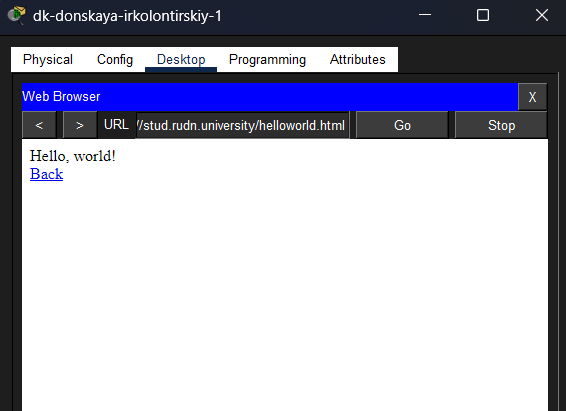 dk-donskaya-irkolontirskiy-1
Physical Config Desktop Programming Attributes
Web Browser X
< > URL //stud.rudn.university/helloworld.html Go Stop
Hello, world!
Back